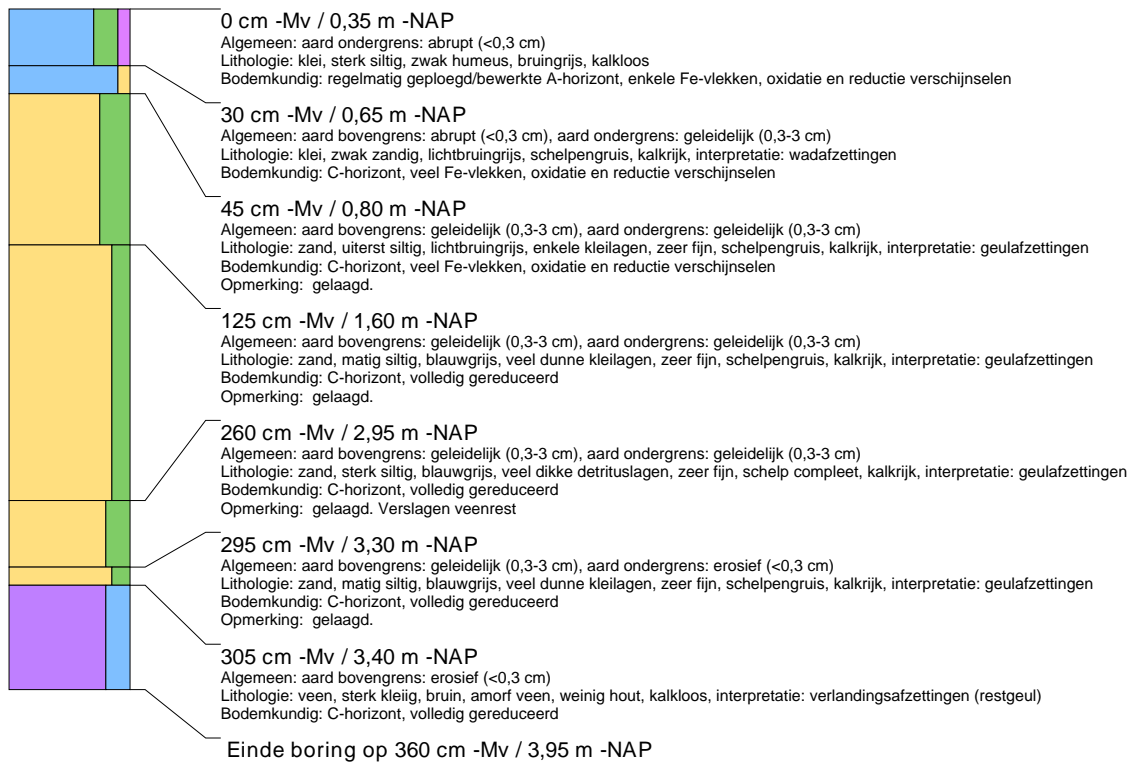 0 cm -Mv / 0,35 m -NAP
Algemeen: aard ondergrens: abrupt (<0,3 cm)
Lithologie: klei, sterk siltig, zwak humeus, bruingrijs, kalkloos
Bodemkundig: regelmatig geploegd/bewerkte A-horizont, enkele Fe-vlekken, oxidatie en reductie verschijnselen
30 cm -Mv / 0,65 m -NAP
Algemeen: aard bovengrens: abrupt (<0,3 cm), aard ondergrens: geleidelijk (0,3-3 cm)
Lithologie: klei, zwak zandig, lichtbruingrijs, schelpengruis, kalkrijk, interpretatie: wadafzettingen
Bodemkundig: C-horizont, veel Fe-vlekken, oxidatie en reductie verschijnselen
45 cm -Mv / 0,80 m -NAP
Algemeen: aard bovengrens: geleidelijk (0,3-3 cm), aard ondergrens: geleidelijk (0,3-3 cm)
Lithologie: zand, uiterst siltig, lichtbruingrijs, enkele kleilagen, zeer fijn, schelpengruis, kalkrijk, interpretatie: geulafzettingen
Bodemkundig: C-horizont, veel Fe-vlekken, oxidatie en reductie verschijnselen
Opmerking: gelaagd.
125 cm -Mv / 1,60 m -NAP
Algemeen: aard bovengrens: geleidelijk (0,3-3 cm), aard ondergrens: geleidelijk (0,3-3 cm)
Lithologie: zand, matig siltig, blauwgrijs, veel dunne kleilagen, zeer fijn, schelpengruis, kalkrijk, interpretatie: geulafzettingen
Bodemkundig: C-horizont, volledig gereduceerd
Opmerking: gelaagd.
260 cm -Mv / 2,95 m -NAP
Algemeen: aard bovengrens: geleidelijk (0,3-3 cm), aard ondergrens: geleidelijk (0,3-3 cm)
Lithologie: zand, sterk siltig, blauwgrijs, veel dikke detrituslagen, zeer fijn, schelp compleet, kalkrijk, interpretatie: geulafzettingen
Bodemkundig: C-horizont, volledig gereduceerd
Opmerking: gelaagd. Verslagen veenrest
295 cm -Mv / 3,30 m -NAP
Algemeen: aard bovengrens: geleidelijk (0,3-3 cm), aard ondergrens: erosief (<0,3 cm)
Lithologie: zand, matig siltig, blauwgrijs, veel dunne kleilagen, zeer fijn, schelpengruis, kalkrijk, interpretatie: geulafzettingen
Bodemkundig: C-horizont, volledig gereduceerd
Opmerking: gelaagd.
305 cm -Mv / 3,40 m -NAP
Algemeen: aard bovengrens: erosief (<0,3 cm)
Lithologie: veen, sterk kleiig, bruin, amorf veen, weinig hout, kalkloos, interpretatie: verlandingsafzettingen (restgeul)
Bodemkundig: C-horizont, volledig gereduceerd
Einde boring op 360 cm -Mv / 3,95 m -NAP